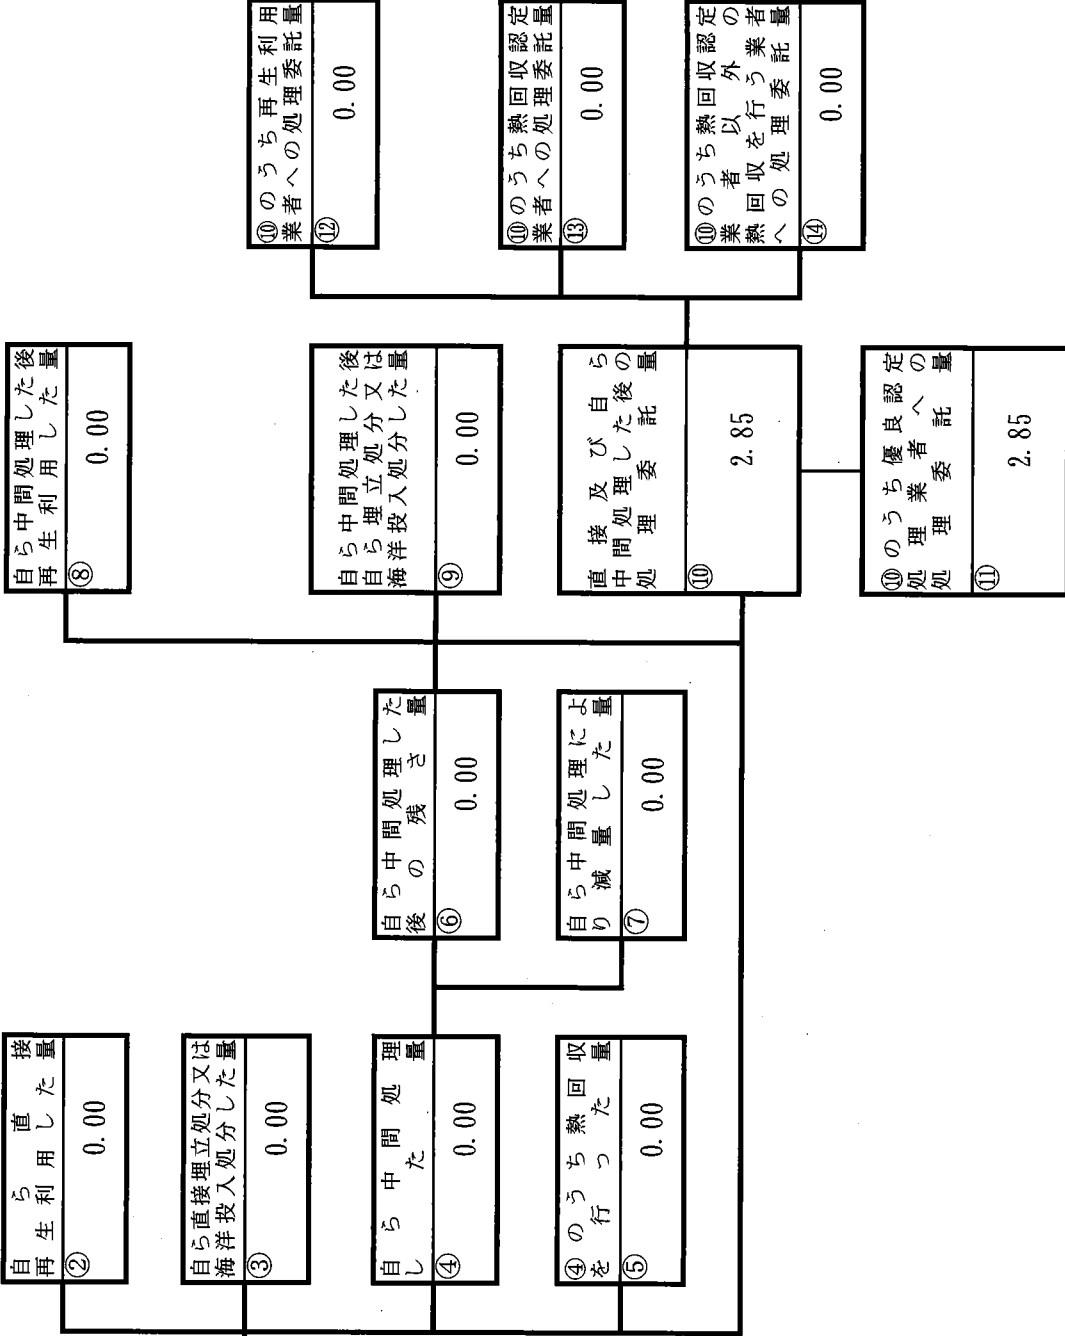 自ら直接
再生利用した量
②
0.00
自ら直接埋立処分又は
海洋投入処分した量
③
0.00
自ら中間処理
した量
④
0.00
④のうち熱回収
を行った量
⑤
0.00
自ら中間処理した
後の残さ量
⑥
0.00
自ら中間処理によ
り減量した量
⑦
0.00
自ら中間処理した後
再生利用した量
⑧
0.00
自ら中間処理した後
自ら埋立処分又は
海洋投入処分した量
⑨
0.00
直接及び自ら
中間処理した後の
処理委託量
⑩
2.85
⑩のうち優良認定
処理業者への
処理委託量
⑪
2.85
⑩のうち再生利用
業者への処理委託量
⑫
0.00
⑩のうち熱回収認定
業者への処理委託量
⑬
0.00
⑩のうち熱回収認定
業者以外の
熱回収を行う業者
への処理委託量
⑭
0.00